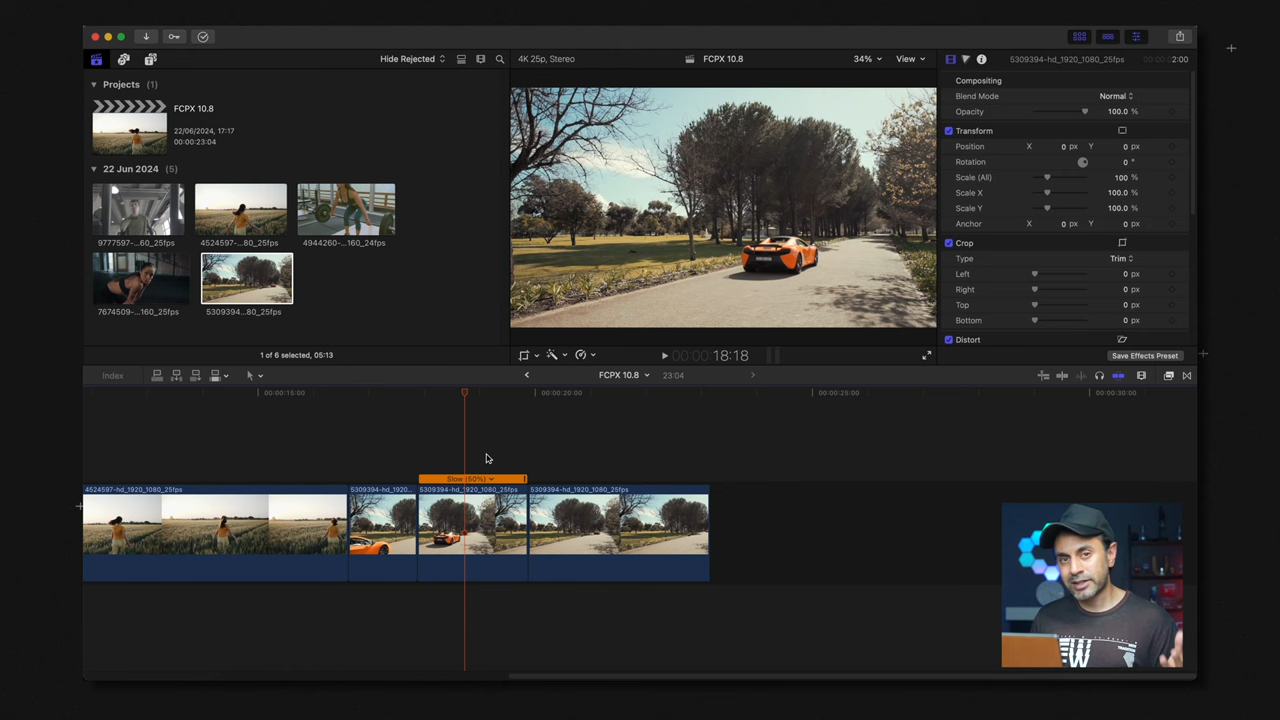 Hide Rejected
4K 25p, Stereo
FCPX 10.8
34%
View
5309394-hd_1920_1080_25fps
2:00
Projects (1)
FCPX 10.8
22/06/2024, 17:17
00:00:23:04
22 Jun 2024 (5)
9777597-...60_25fps
4524597-...80_25fps
4944260-...160_24fps
7674509-...160_25fps
5309394-...80_25fps
1 of 6 selected, 05:13
00:00 18:18
Compositing
Blend Mode
Normal
Opacity
100.0 %
Transform
Position X 0 px Y 0 px
Rotation 0 °
Scale (All) 100 %
Scale X 100.0 %
Scale Y 100.0 %
Anchor X 0 px Y 0 px
Crop
Type Trim
Left 0 px
Right 0 px
Top 0 px
Bottom 0 px
Distort
Save Effects Preset
Index
FCPX 10.8
23:04
00:00:15:00
00:00:20:00
00:00:25:00
00:00:30:00
Slow (50%)
4524597-hd_1920_1080_25fps
5309394-hd_1920...
5309394-hd_1920_1080_25fps
5309394-hd_1920_1080_25fps